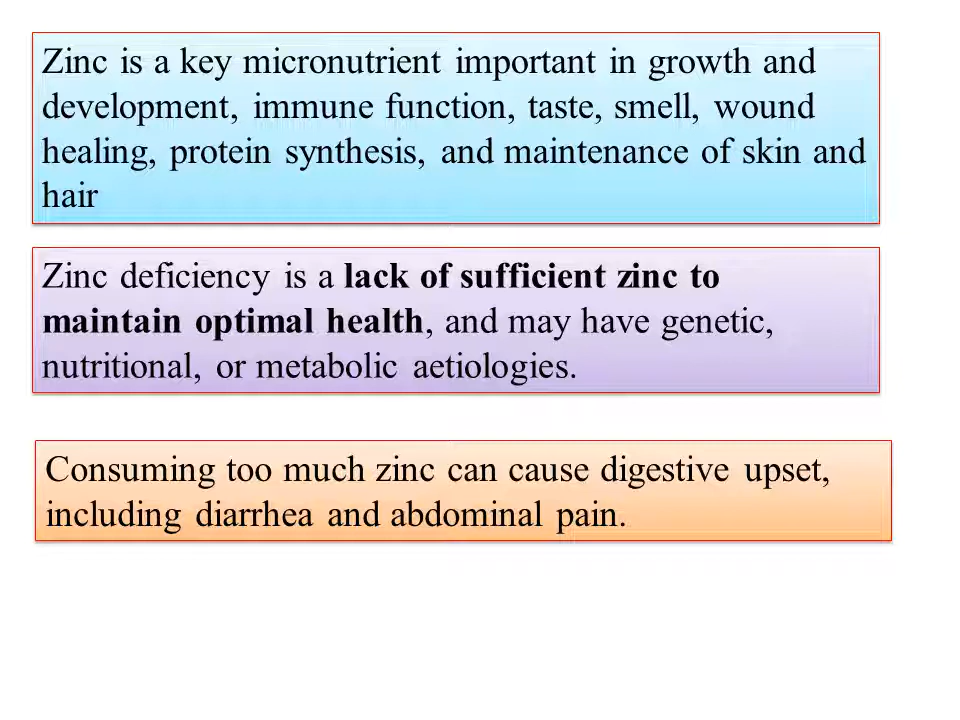 Zinc is a key micronutrient important in growth and
development, immune function, taste, smell, wound
healing, protein synthesis, and maintenance of skin and
hair
Zinc deficiency is a lack of sufficient zinc to
maintain optimal health, and may have genetic,
nutritional, or metabolic aetiologies.
Consuming too much zinc can cause digestive upset,
including diarrhea and abdominal pain.